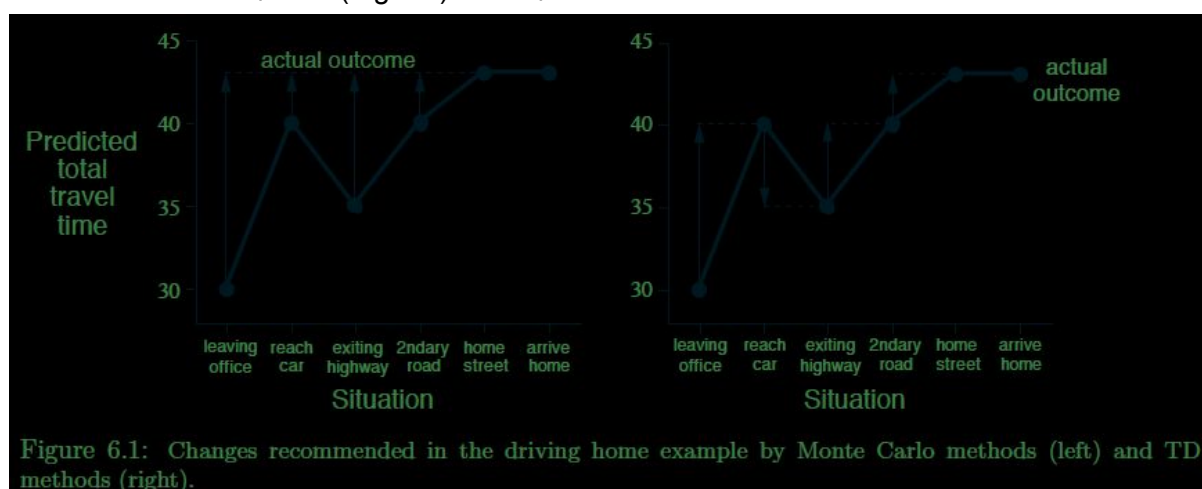 45
actual outcome
40
Predicted
total
travel
time
35
30
leaving office
reach car
exiting highway
2ndary road
home street
arrive home
Situation
45
actual
outcome
40
35
30
leaving office
reach car
exiting highway
2ndary road
home street
arrive home
Situation
Figure 6.1: Changes recommended in the driving home example by Monte Carlo methods (left) and TD
methods (right).